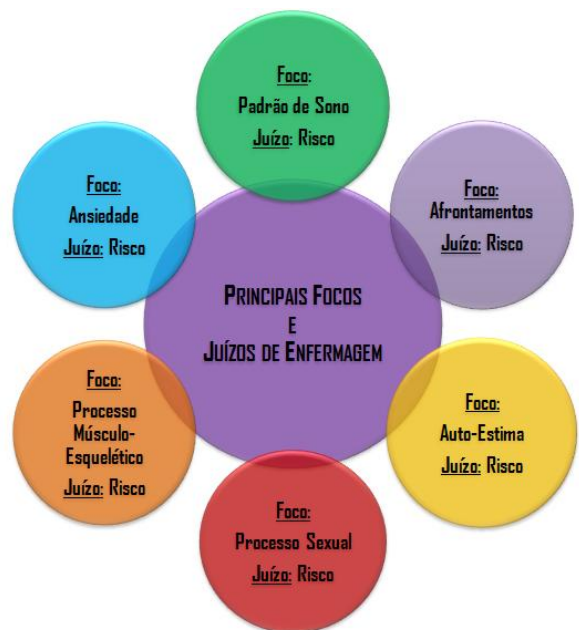 Foco:
Padrão de Sono
Juízo: Risco
Foco:
Ansiedade
Juízo: Risco
Foco:
Afrontamentos
Juízo: Risco
PRINCIPAIS FOCOS
E
JUÍZOS DE ENFERMAGEM
Foco:
Processo
Músculo-
Esquelético
Juízo: Risco
Foco:
Auto-Estima
Juízo: Risco
Foco:
Processo Sexual
Juízo: Risco